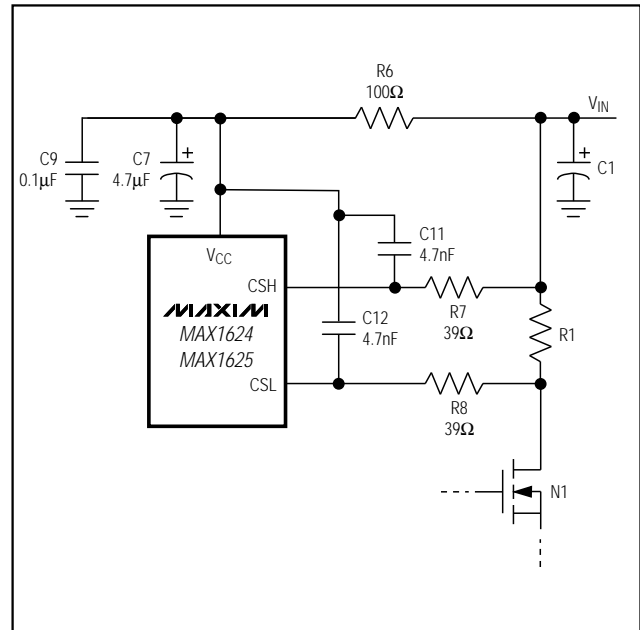 R6
100Ω
VIN
C9
0.1µF
C7
4.7µF
+
+
C1
VCC
C11
4.7nF
CSH
MAXIM
MAX1624
MAX1625
R7
39Ω
C12
4.7nF
R1
CSL
R8
39Ω
N1